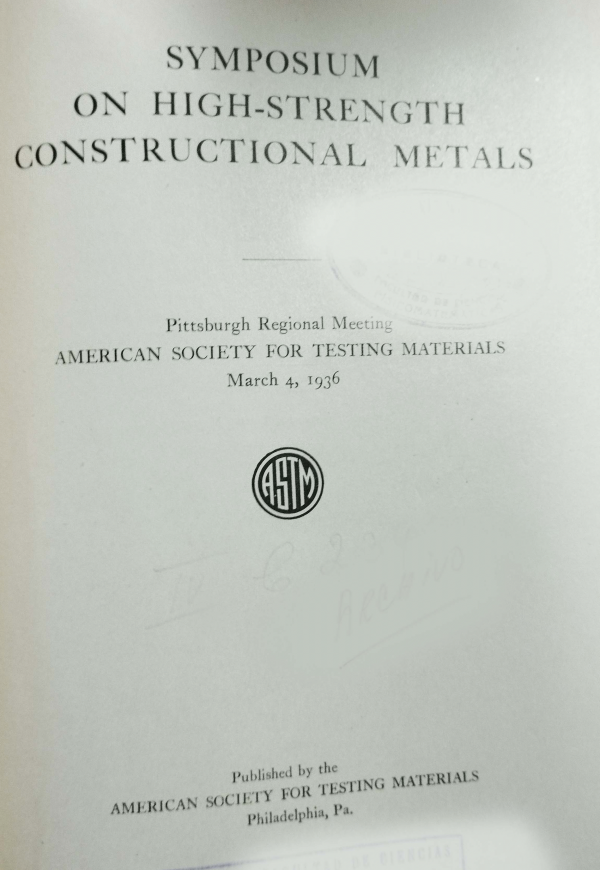 SYMPOSIUM
ON HIGH-STRENGTH
CONSTRUCTIONAL METALS
Pittsburgh Regional Meeting
AMERICAN SOCIETY FOR TESTING MATERIALS
March 4, 1936
ASTM
IV
Published by the
AMERICAN SOCIETY FOR TESTING MATERIALS
Philadelphia, Pa.